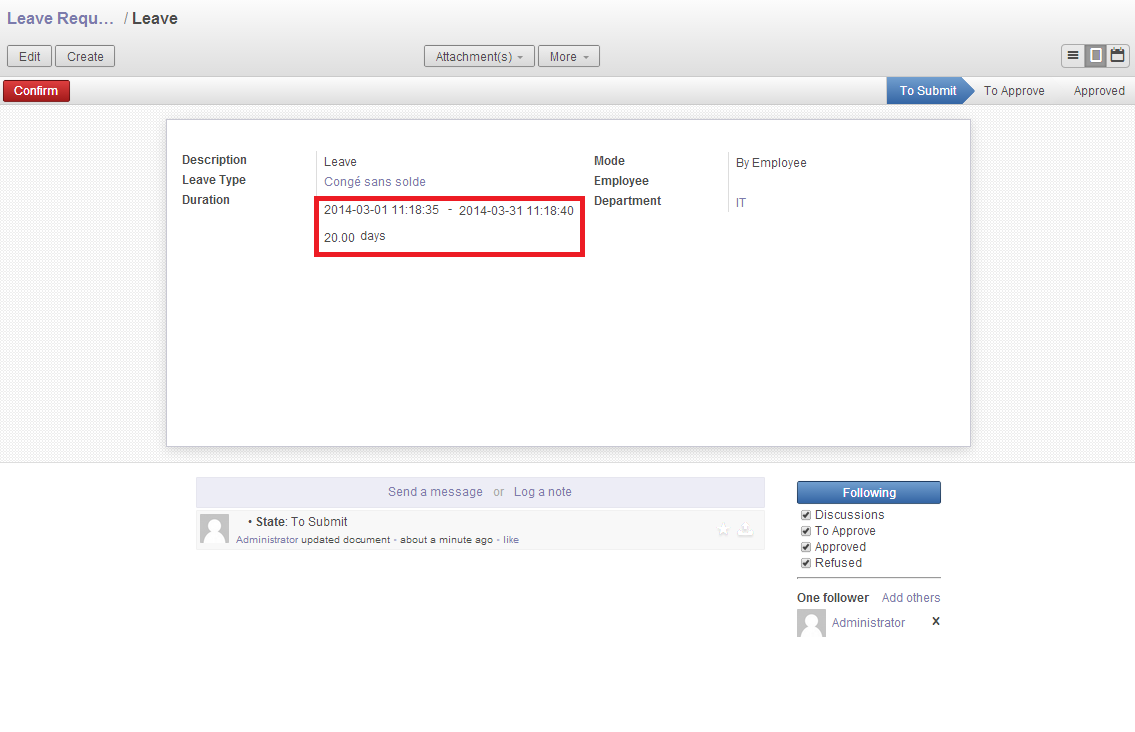 Leave Requ... / Leave
Edit Create Attachment(s) More
Confirm To Submit To Approve Approved
Description Leave Mode By Employee
Leave Type Congé sans solde Employee
Duration 2014-03-01 11:18:35 - 2014-03-31 11:18:40 Department IT
20.00 days
Send a message or Log a note
• State: To Submit
Administrator updated document • about a minute ago • like
Following
Discussions
To Approve
Approved
Refused
One follower Add others
Administrator x